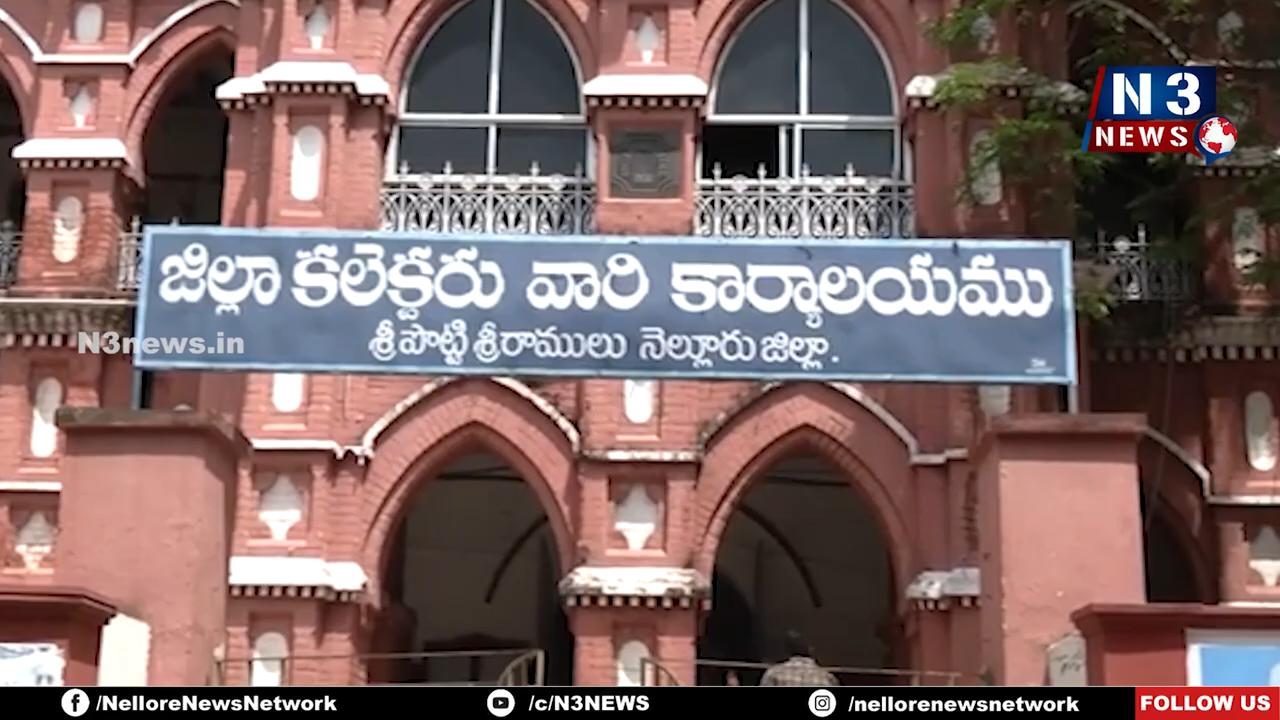 N3
NEWS
జిల్లా కలెక్టరు వారి కార్యాలయము
శ్రీ పొట్టి శ్రీరాములు నెల్లూరు జిల్లా.
N3news.in
/NelloreNewsNetwork
/c/N3NEWS
/nellorenewsnetwork
FOLLOW US